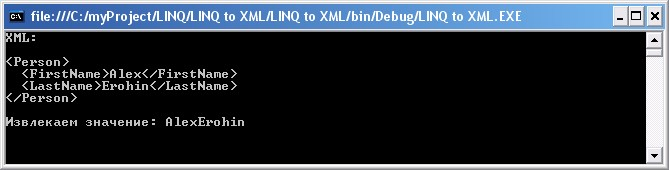 file:///C:/myProject/LINQ/LINQ to XML/LINQ to XML/bin/Debug/LINQ to XML.EXE
XML:
<Person>
  <FirstName>Alex</FirstName>
  <LastName>Erohin</LastName>
</Person>
Извлекаем значение: AlexErohin